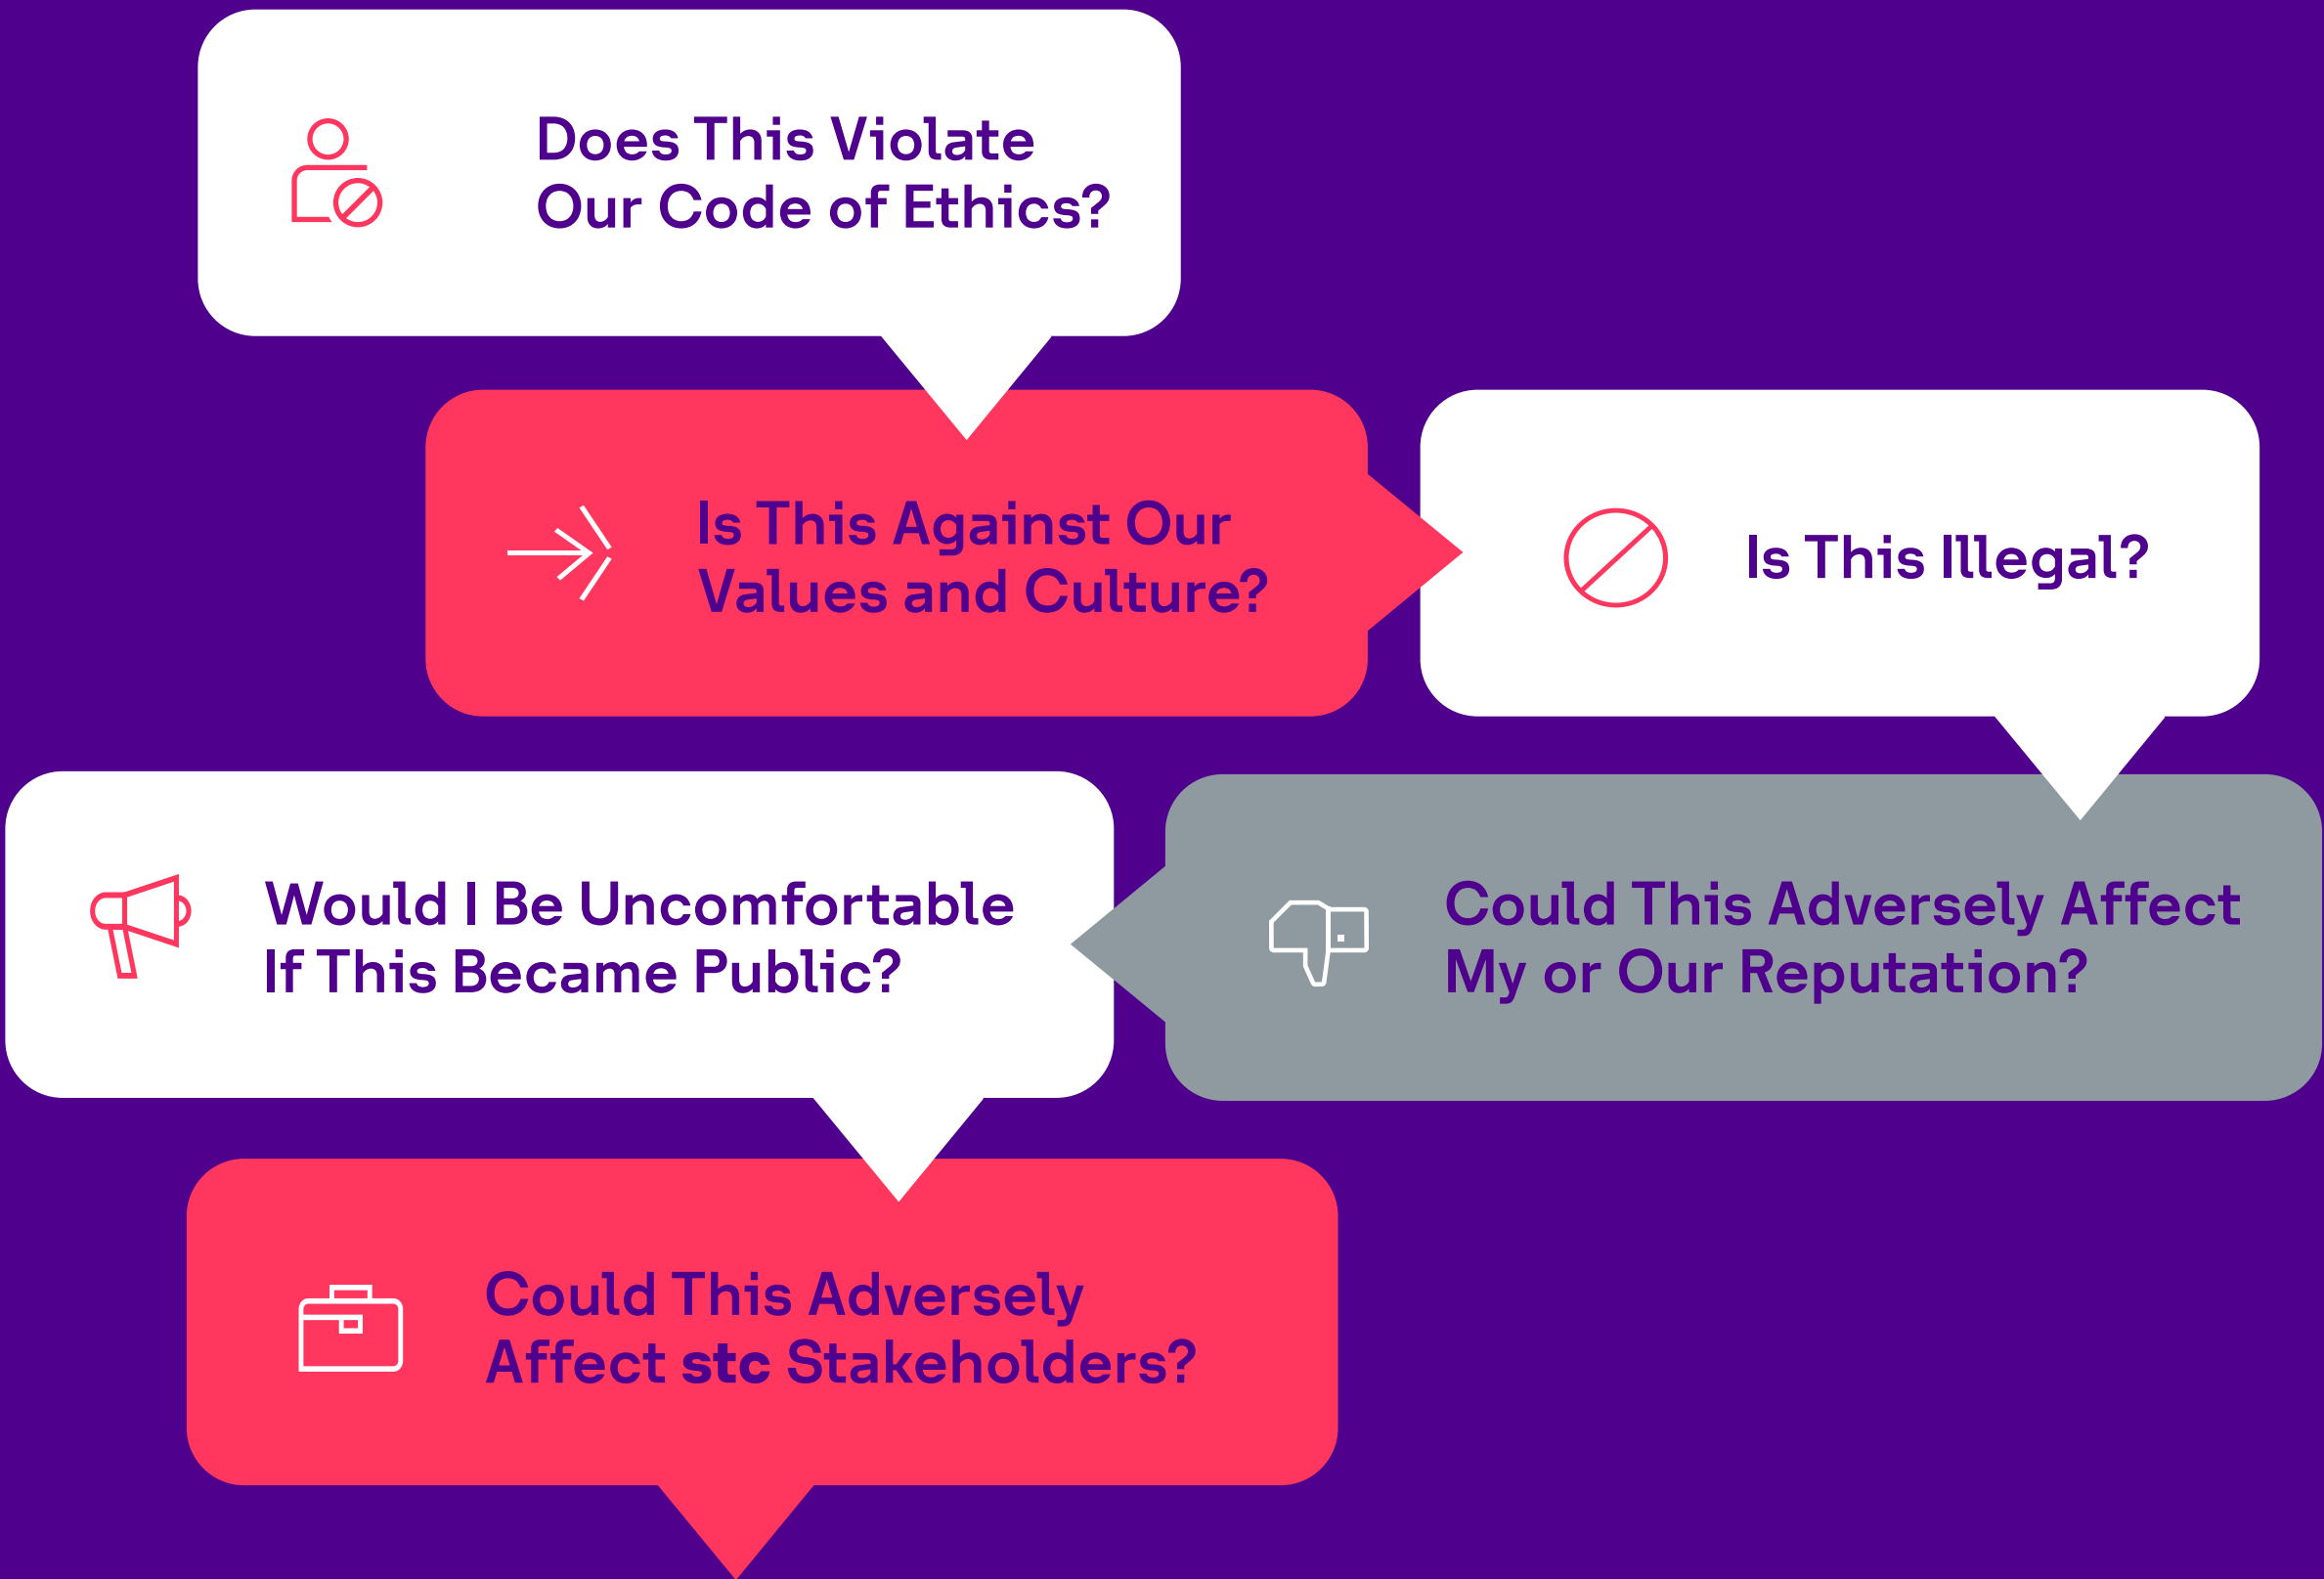 Does This Violate
Our Code of Ethics?
Is This Against Our
Values and Culture?
Is This Illegal?
Could This Adversely Affect
My or Our Reputation?
Would I Be Uncomfortable
If This Became Public?
Could This Adversely
Affect stc Stakeholders?